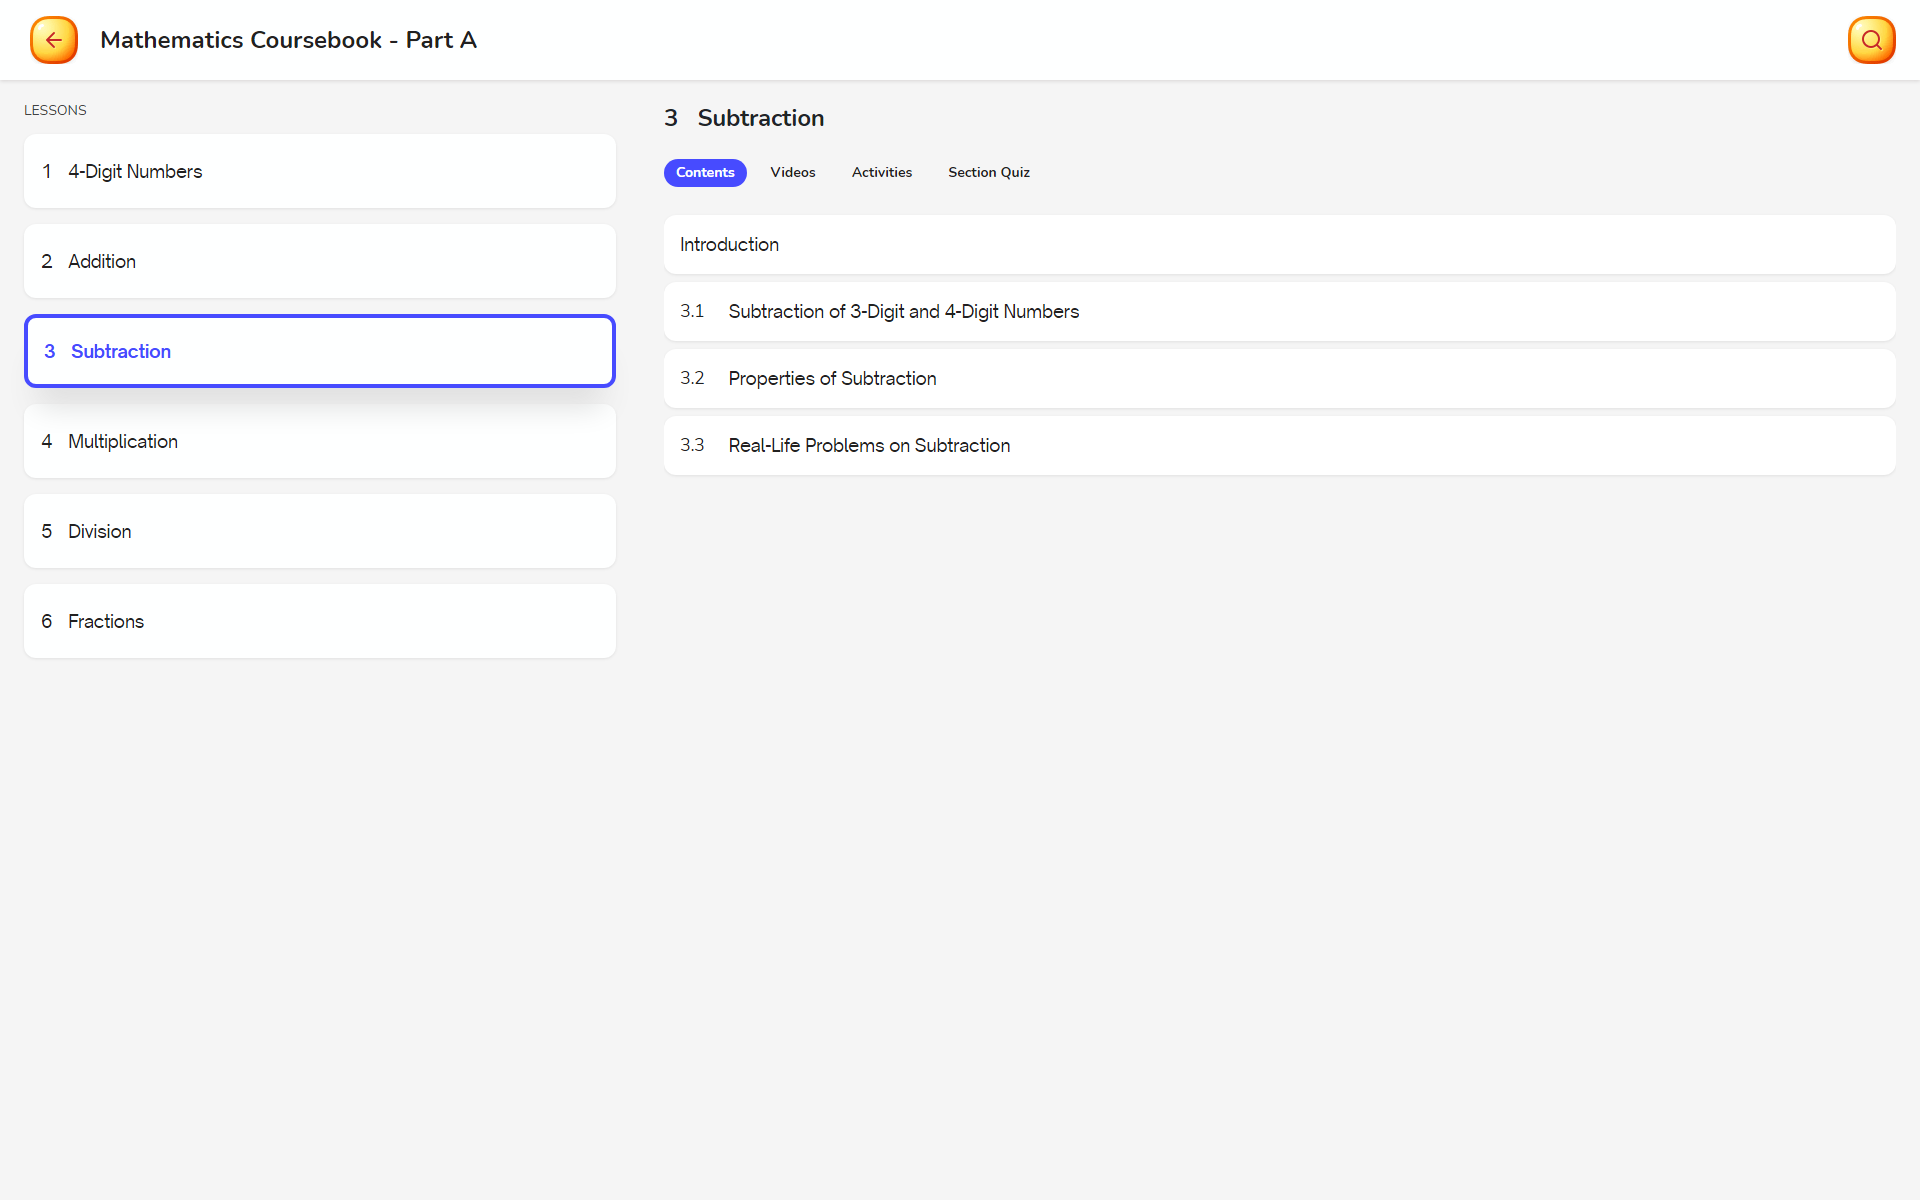 Mathematics Coursebook - Part A
LESSONS
1 4-Digit Numbers
2 Addition
3 Subtraction
4 Multiplication
5 Division
6 Fractions
3 Subtraction
Contents Videos Activities Section Quiz
Introduction
3.1 Subtraction of 3-Digit and 4-Digit Numbers
3.2 Properties of Subtraction
3.3 Real-Life Problems on Subtraction